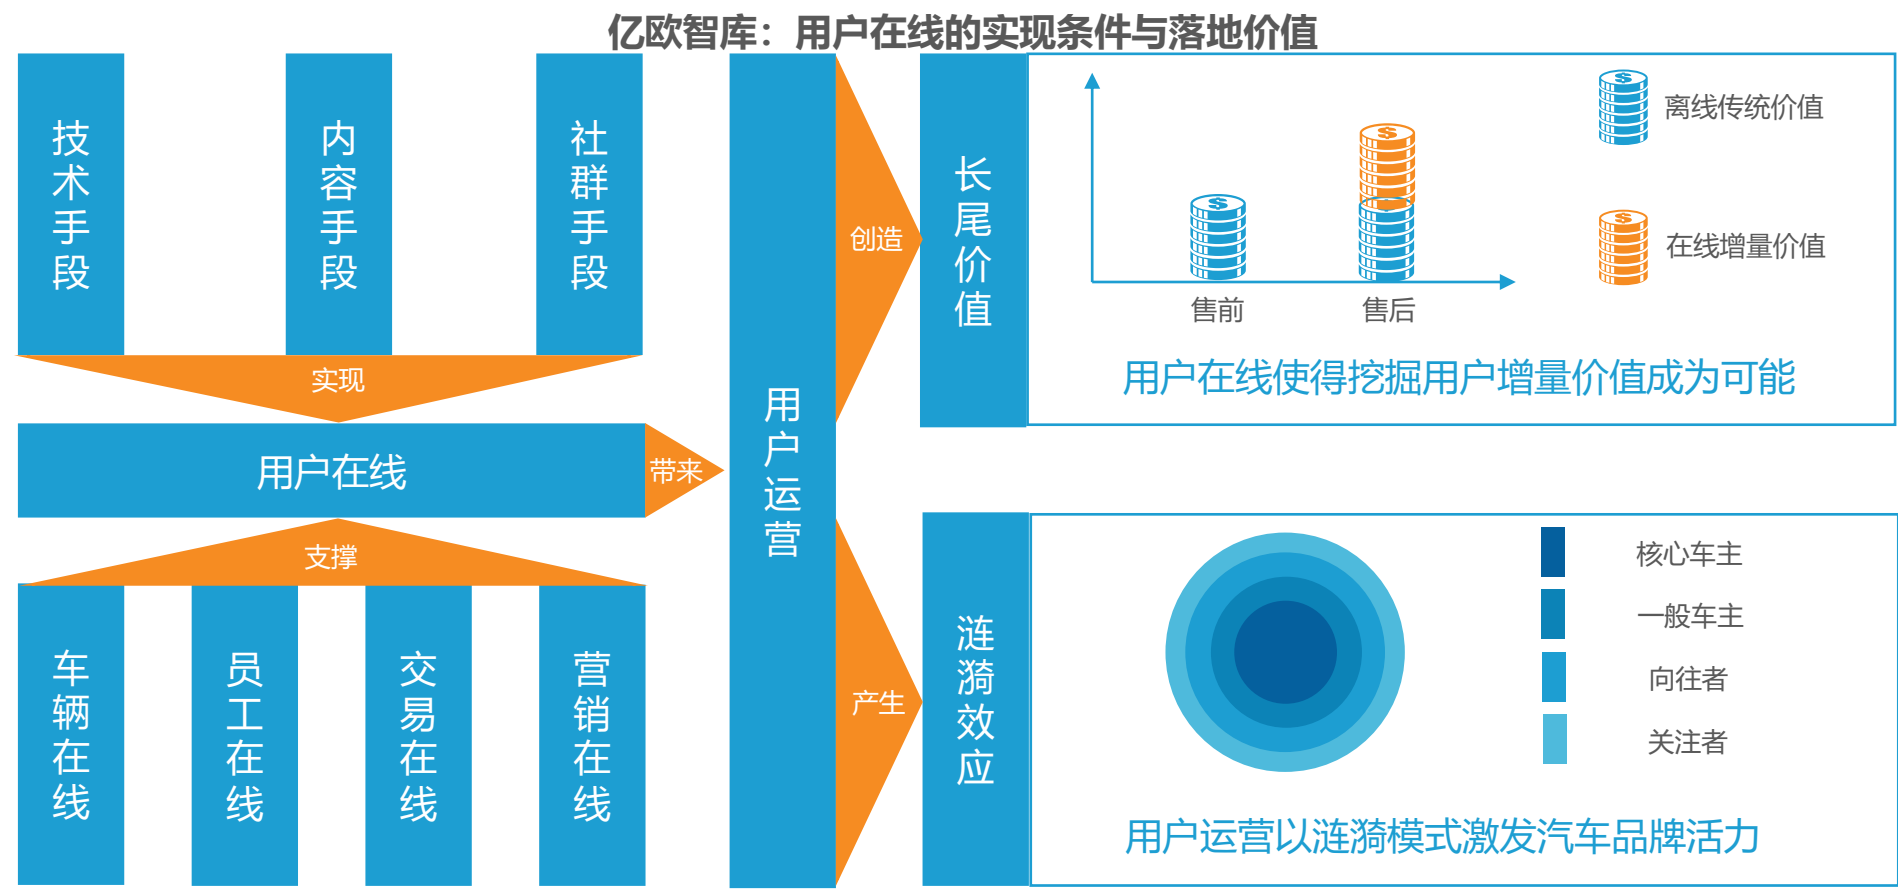 亿欧智库：用户在线的实现条件与落地价值
技术手段
内容手段
社群手段
实现
用户在线
带来
支撑
车辆在线
员工在线
交易在线
营销在线
用户运营
创造
产生
长尾价值
离线传统价值
在线增量价值
售前
售后
用户在线使得挖掘用户增量价值成为可能
涟漪效应
核心车主
一般车主
向往者
关注者
用户运营以涟漪模式激发汽车品牌活力